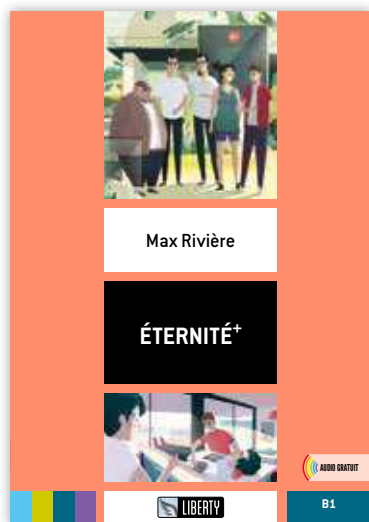 Max Rivière
ÉTERNITÉ+
AUDIO GRATUIT
LIBERTY
B1